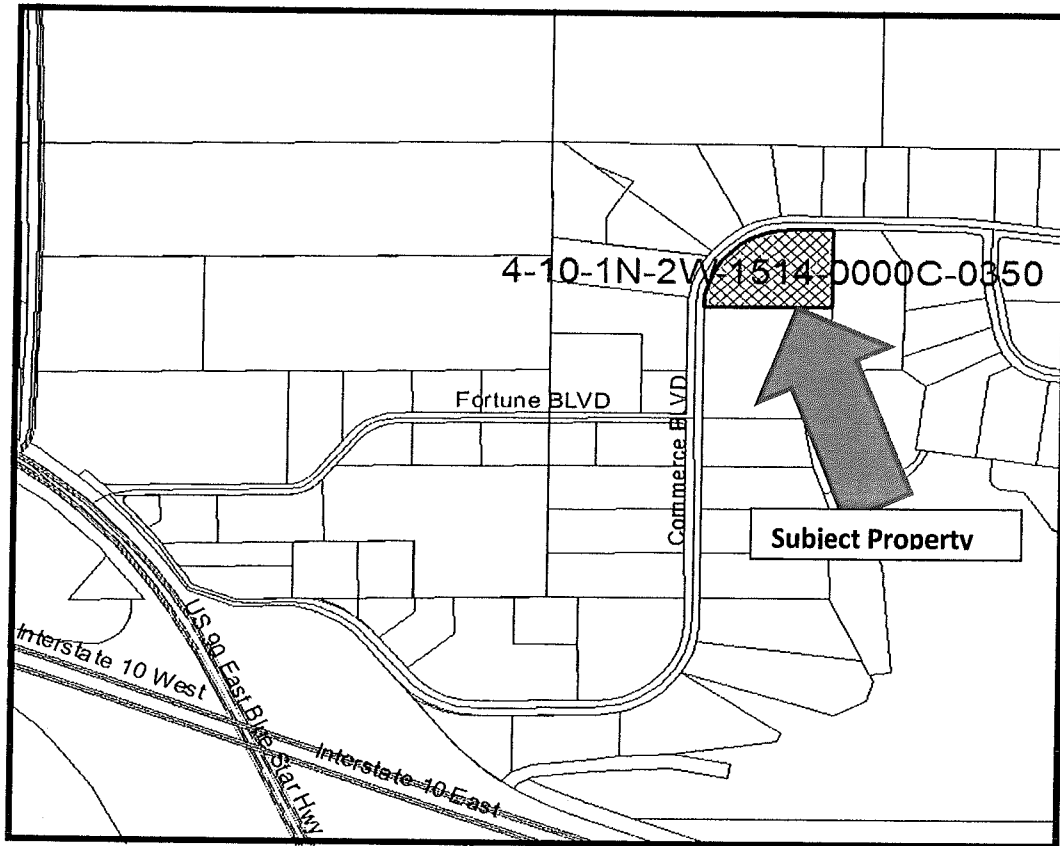 4-10-1N-2W-1514-0000C-0350
Fortune BLVD
Commerce BLVD
Subject Property
US 90 East Blue Star Hwy
Interstate 10 West
Interstate 10 East